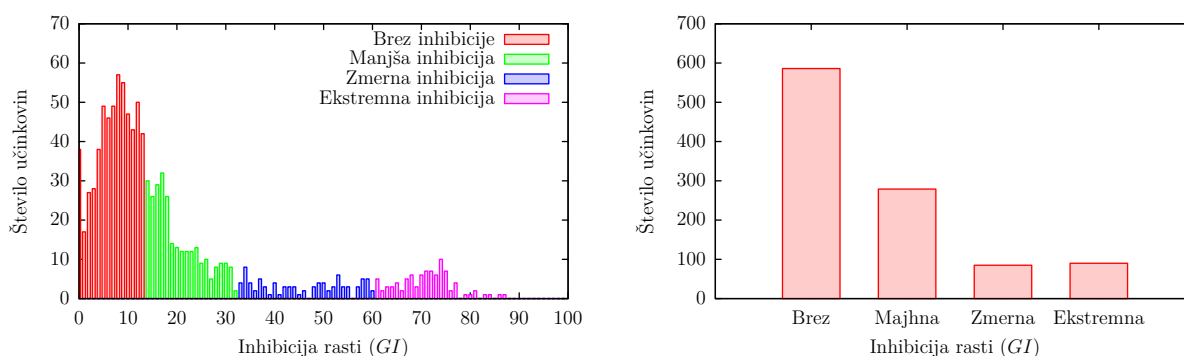 70
60
50
40
30
20
10
0
Število učinkovin
Brez inhibicije
Manjša inhibicija
Zmerna inhibicija
Ekstremna inhibicija
0 10 20 30 40 50 60 70 80 90 100
Inhibicija rasti (GI)
700
600
500
400
300
200
100
0
Število učinkovin
Brez Majhna Zmerna Ekstremna
Inhibicija rasti (GI)